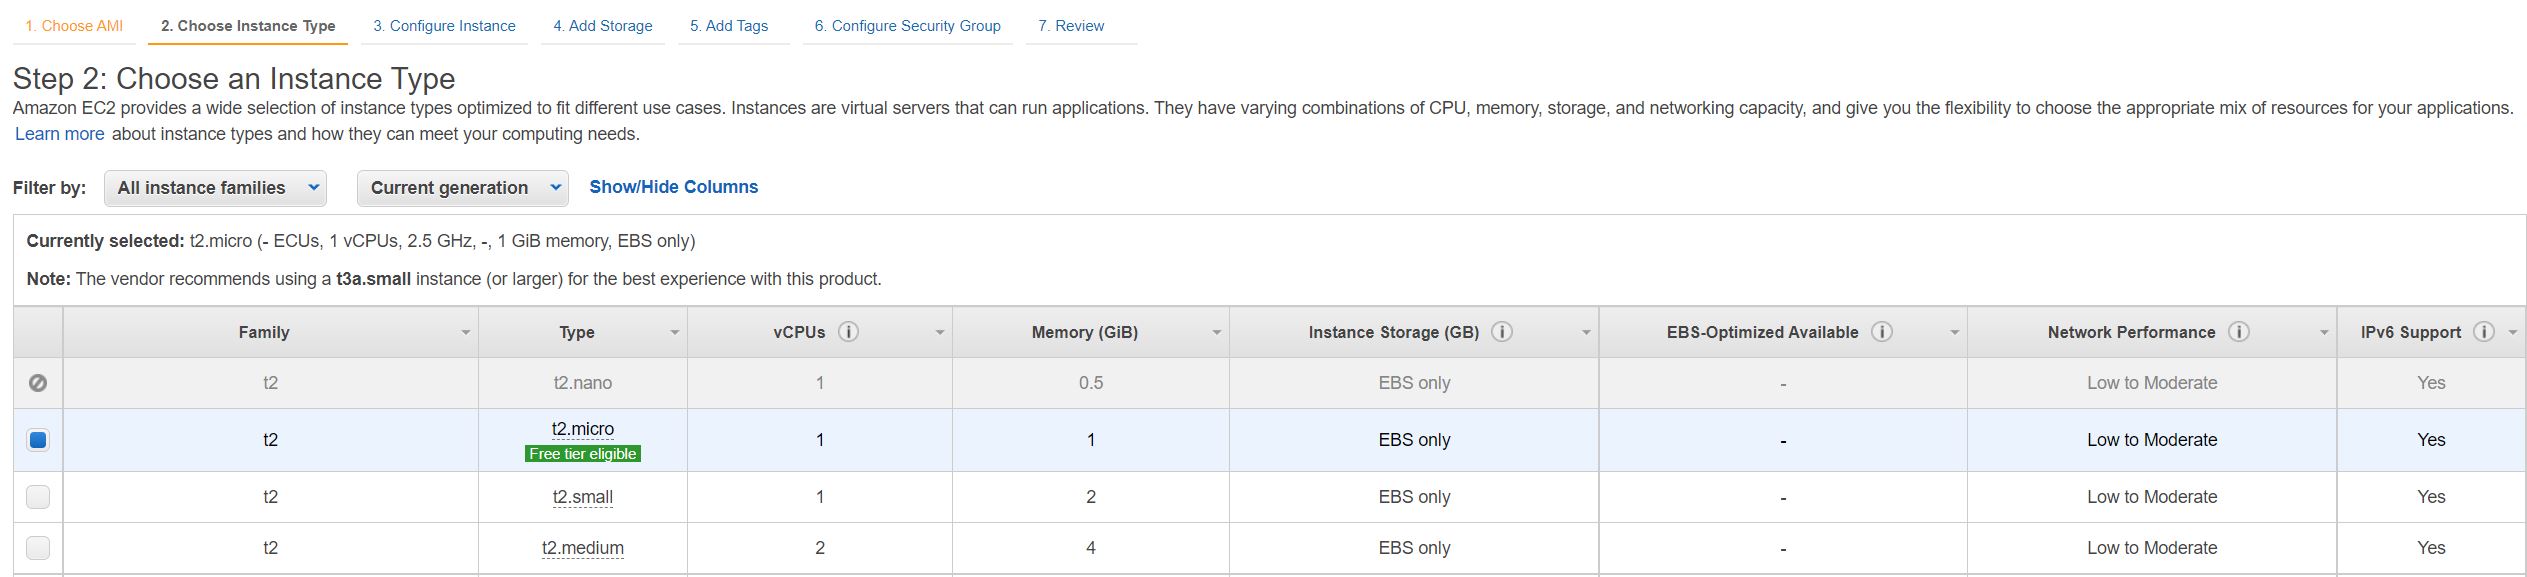 1. Choose AMI 2. Choose Instance Type 3. Configure Instance 4. Add Storage 5. Add Tags 6. Configure Security Group 7. Review
Step 2: Choose an Instance Type
Amazon EC2 provides a wide selection of instance types optimized to fit different use cases. Instances are virtual servers that can run applications. They have varying combinations of CPU, memory, storage, and networking capacity, and give you the flexibility to choose the appropriate mix of resources for your applications.
Learn more about instance types and how they can meet your computing needs.
Filter by: All instance families Current generation Show/Hide Columns
Currently selected: t2.micro (- ECUs, 1 vCPUs, 2.5 GHz, -, 1 GiB memory, EBS only)
Note: The vendor recommends using a t3a.small instance (or larger) for the best experience with this product.
Family Type vCPUs i Memory (GiB) Instance Storage (GB) i EBS-Optimized Available i Network Performance i IPv6 Support i
t2 t2.nano 1 0.5 EBS only - Low to Moderate Yes
t2 t2.micro 1 1 EBS only - Low to Moderate Yes
Free tier eligible
t2 t2.small 1 2 EBS only - Low to Moderate Yes
t2 t2.medium 2 4 EBS only - Low to Moderate Yes